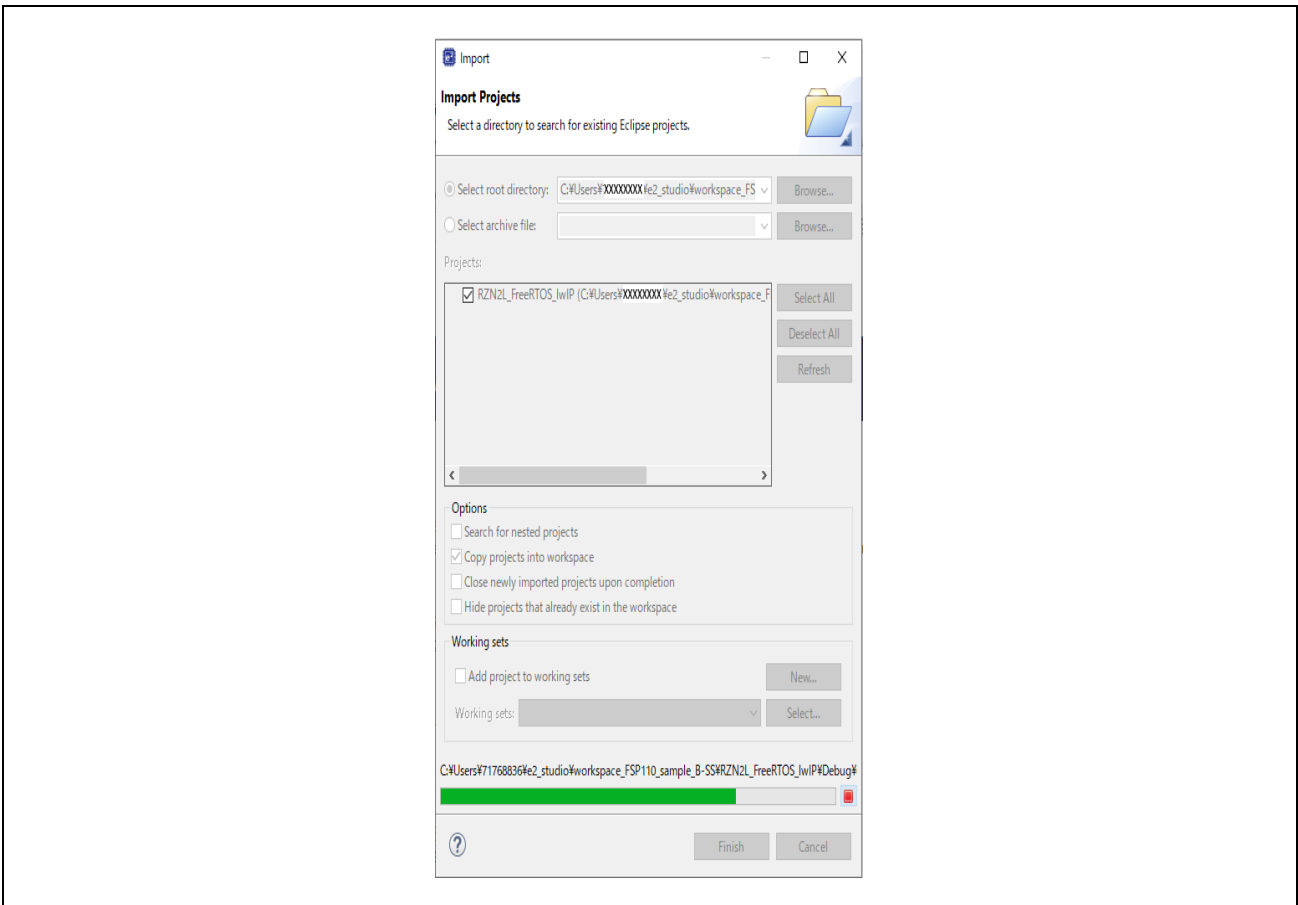 Import
Import Projects
Select a directory to search for existing Eclipse projects.
Select root directory: C:¥Users¥XXXXXXXX¥e2_studio¥workspace_FS Browse...
Select archive file: Browse...
Projects:
RZN2L_FreeRTOS_lwIP (C:¥Users¥XXXXXXXX¥e2_studio¥workspace_F Select All
Deselect All
Refresh
Options
Search for nested projects
Copy projects into workspace
Close newly imported projects upon completion
Hide projects that already exist in the workspace
Working sets
Add project to working sets New...
Working sets: Select...
C:¥Users¥71768836¥e2_studio¥workspace_FSP110_sample_B-SS¥RZN2L_FreeRTOS_lwIP¥Debug¥
? Finish Cancel